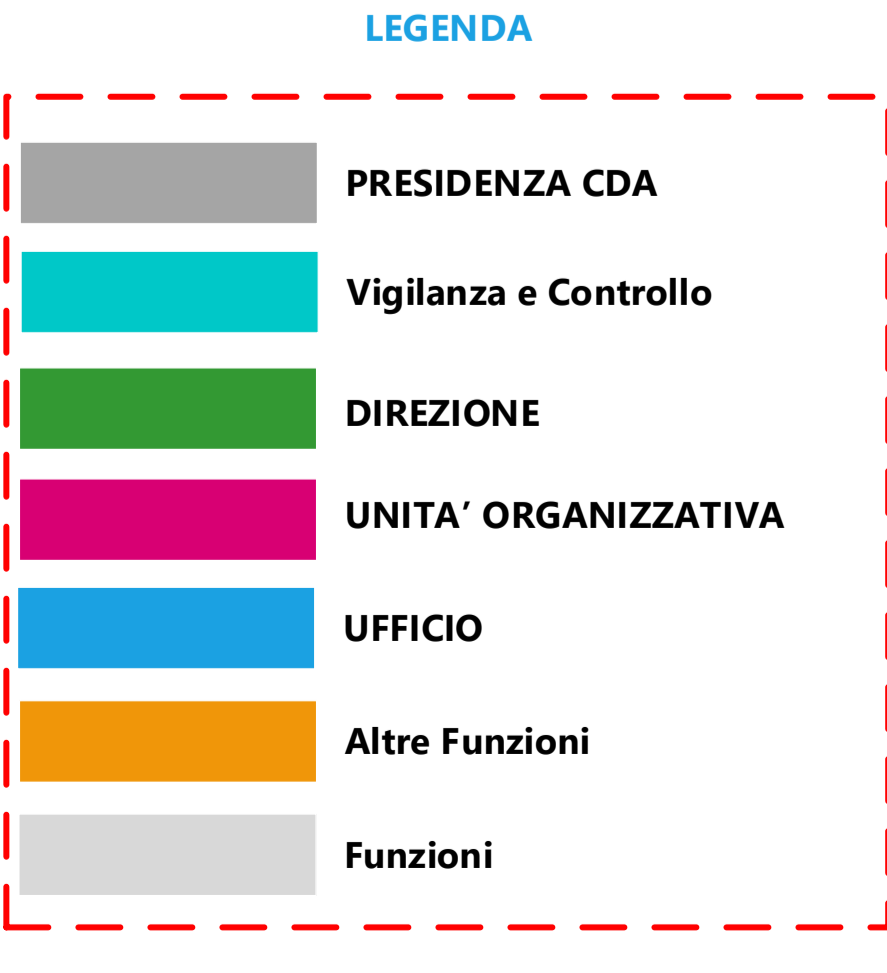 LEGENDA
PRESIDENZA CDA
Vigilanza e Controllo
DIREZIONE
UNITA’ ORGANIZZATIVA
UFFICIO
Altre Funzioni
Funzioni